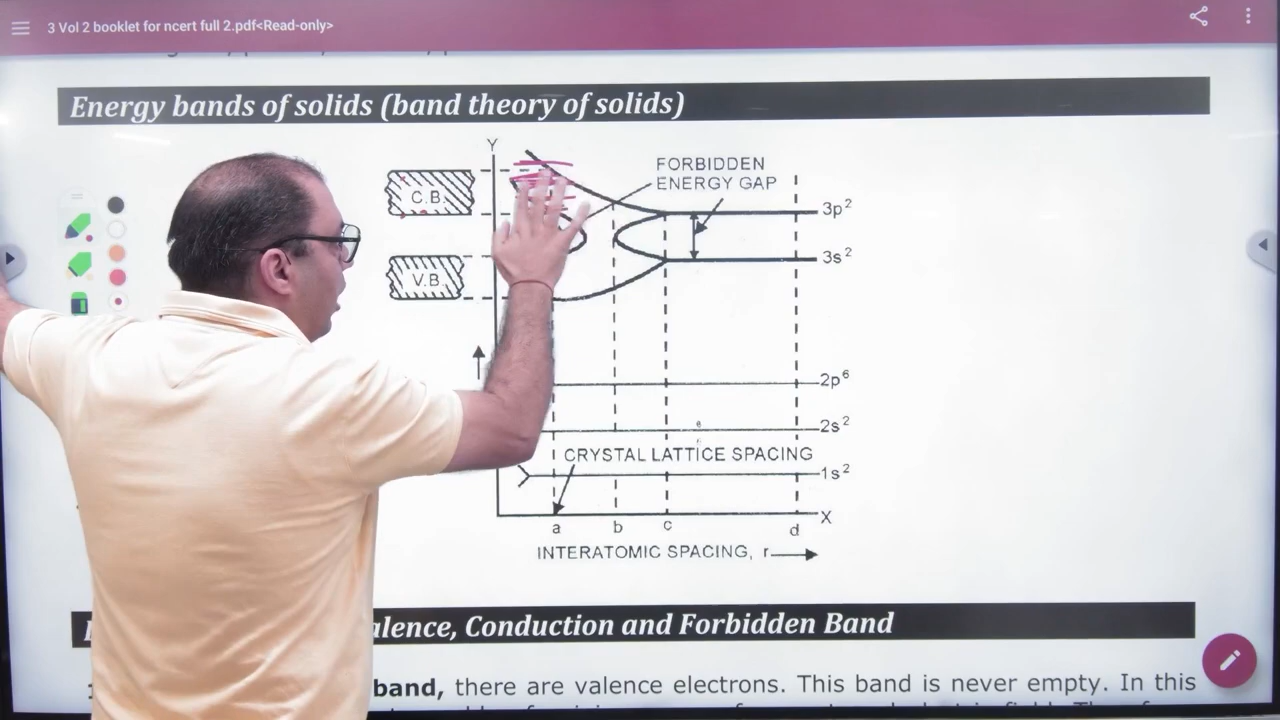 3 Vol 2 booklet for ncert full 2.pdf<Read-only>
Energy bands of solids (band theory of solids)
Y
FORBIDDEN
ENERGY GAP
C.B.
3p²
3s²
V.B.
2p⁶
2s²
CRYSTAL LATTICE SPACING
1s²
X
a b c d
INTERATOMIC SPACING, r
alence, Conduction and Forbidden Band
band, there are valence electrons. This band is never empty. In this